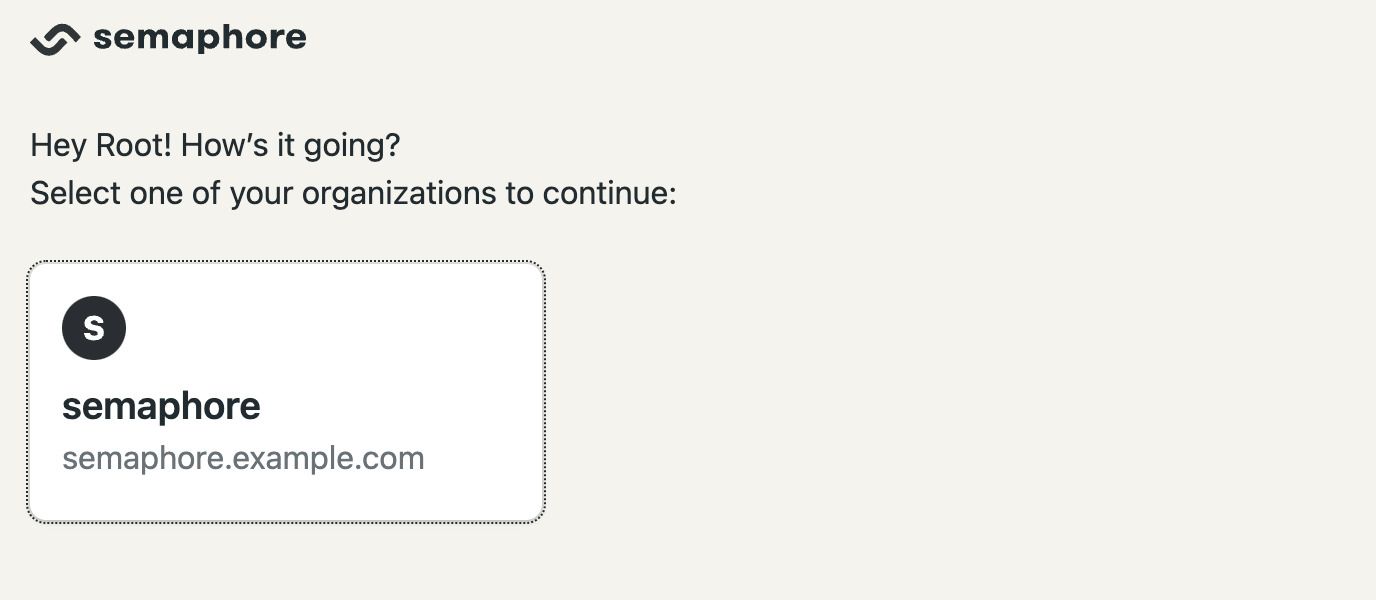 semaphore
Hey Root! How’s it going?
Select one of your organizations to continue:
S
semaphore
semaphore.example.com